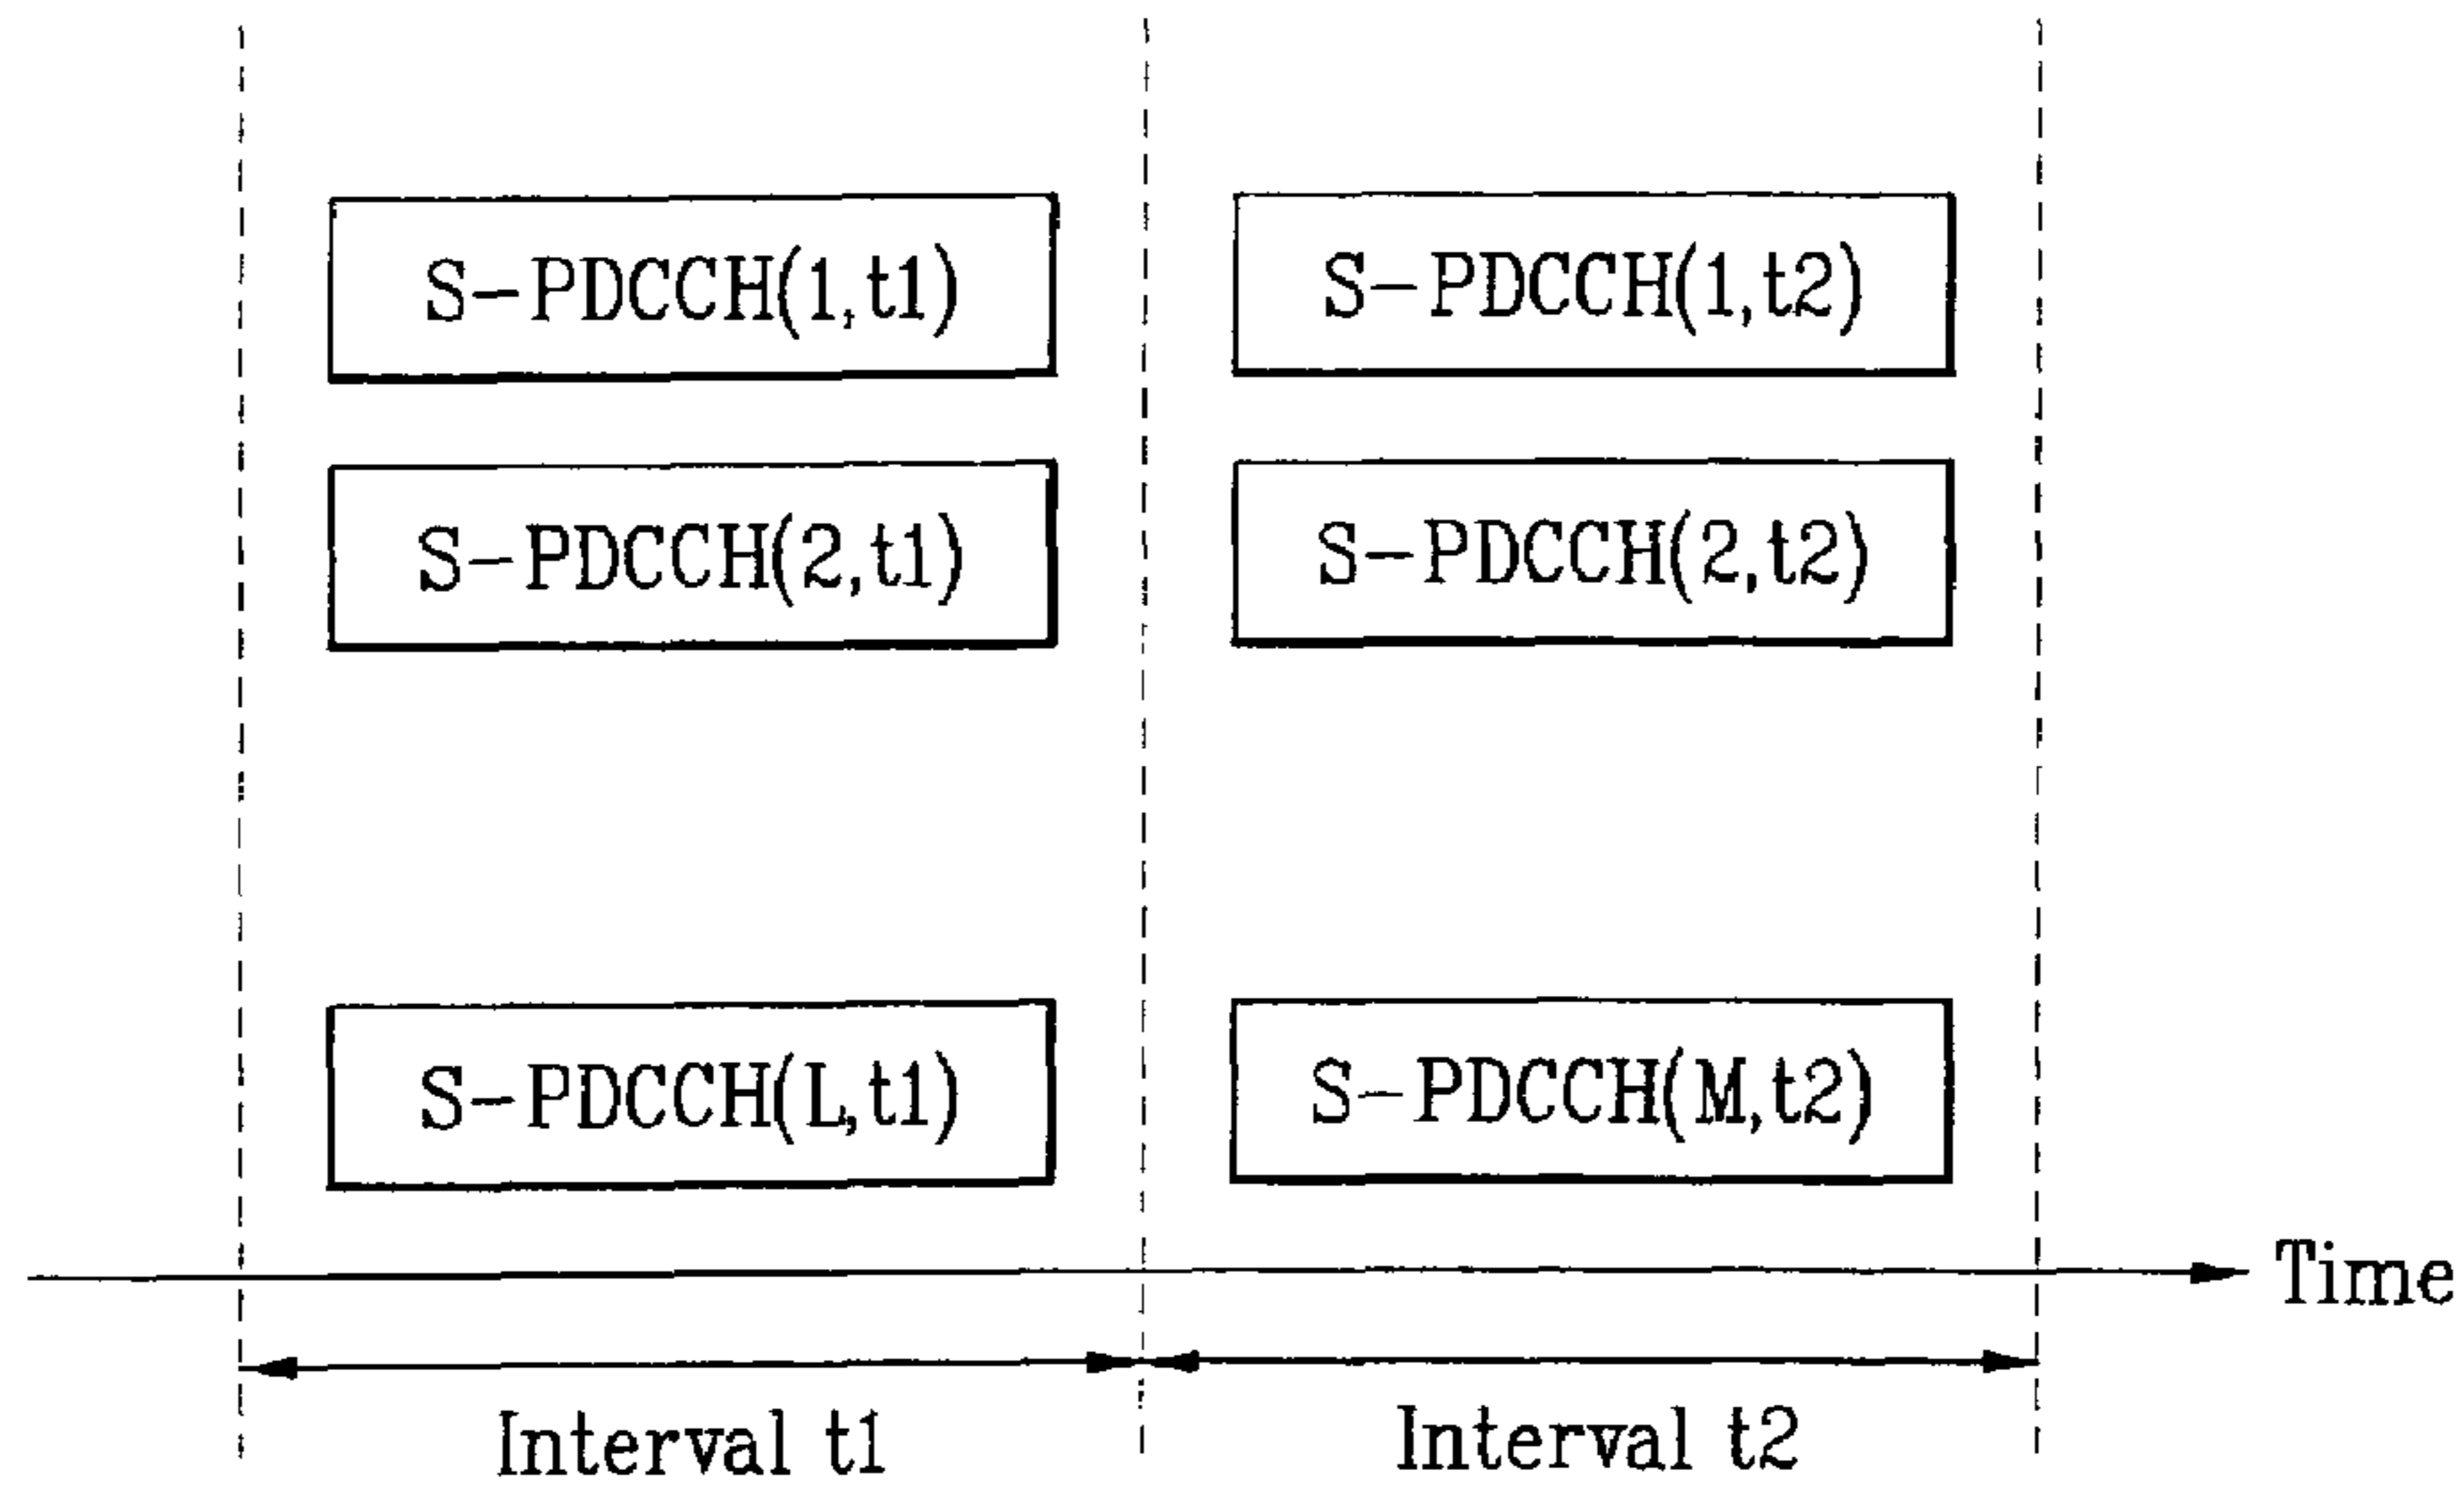 S-PDCCH(1,t1) S-PDCCH(1,t2)
S-PDCCH(2,t1) S-PDCCH(2,t2)
S-PDCCH(L,t1) S-PDCCH(M,t2)
Time
Interval t1 Interval t2